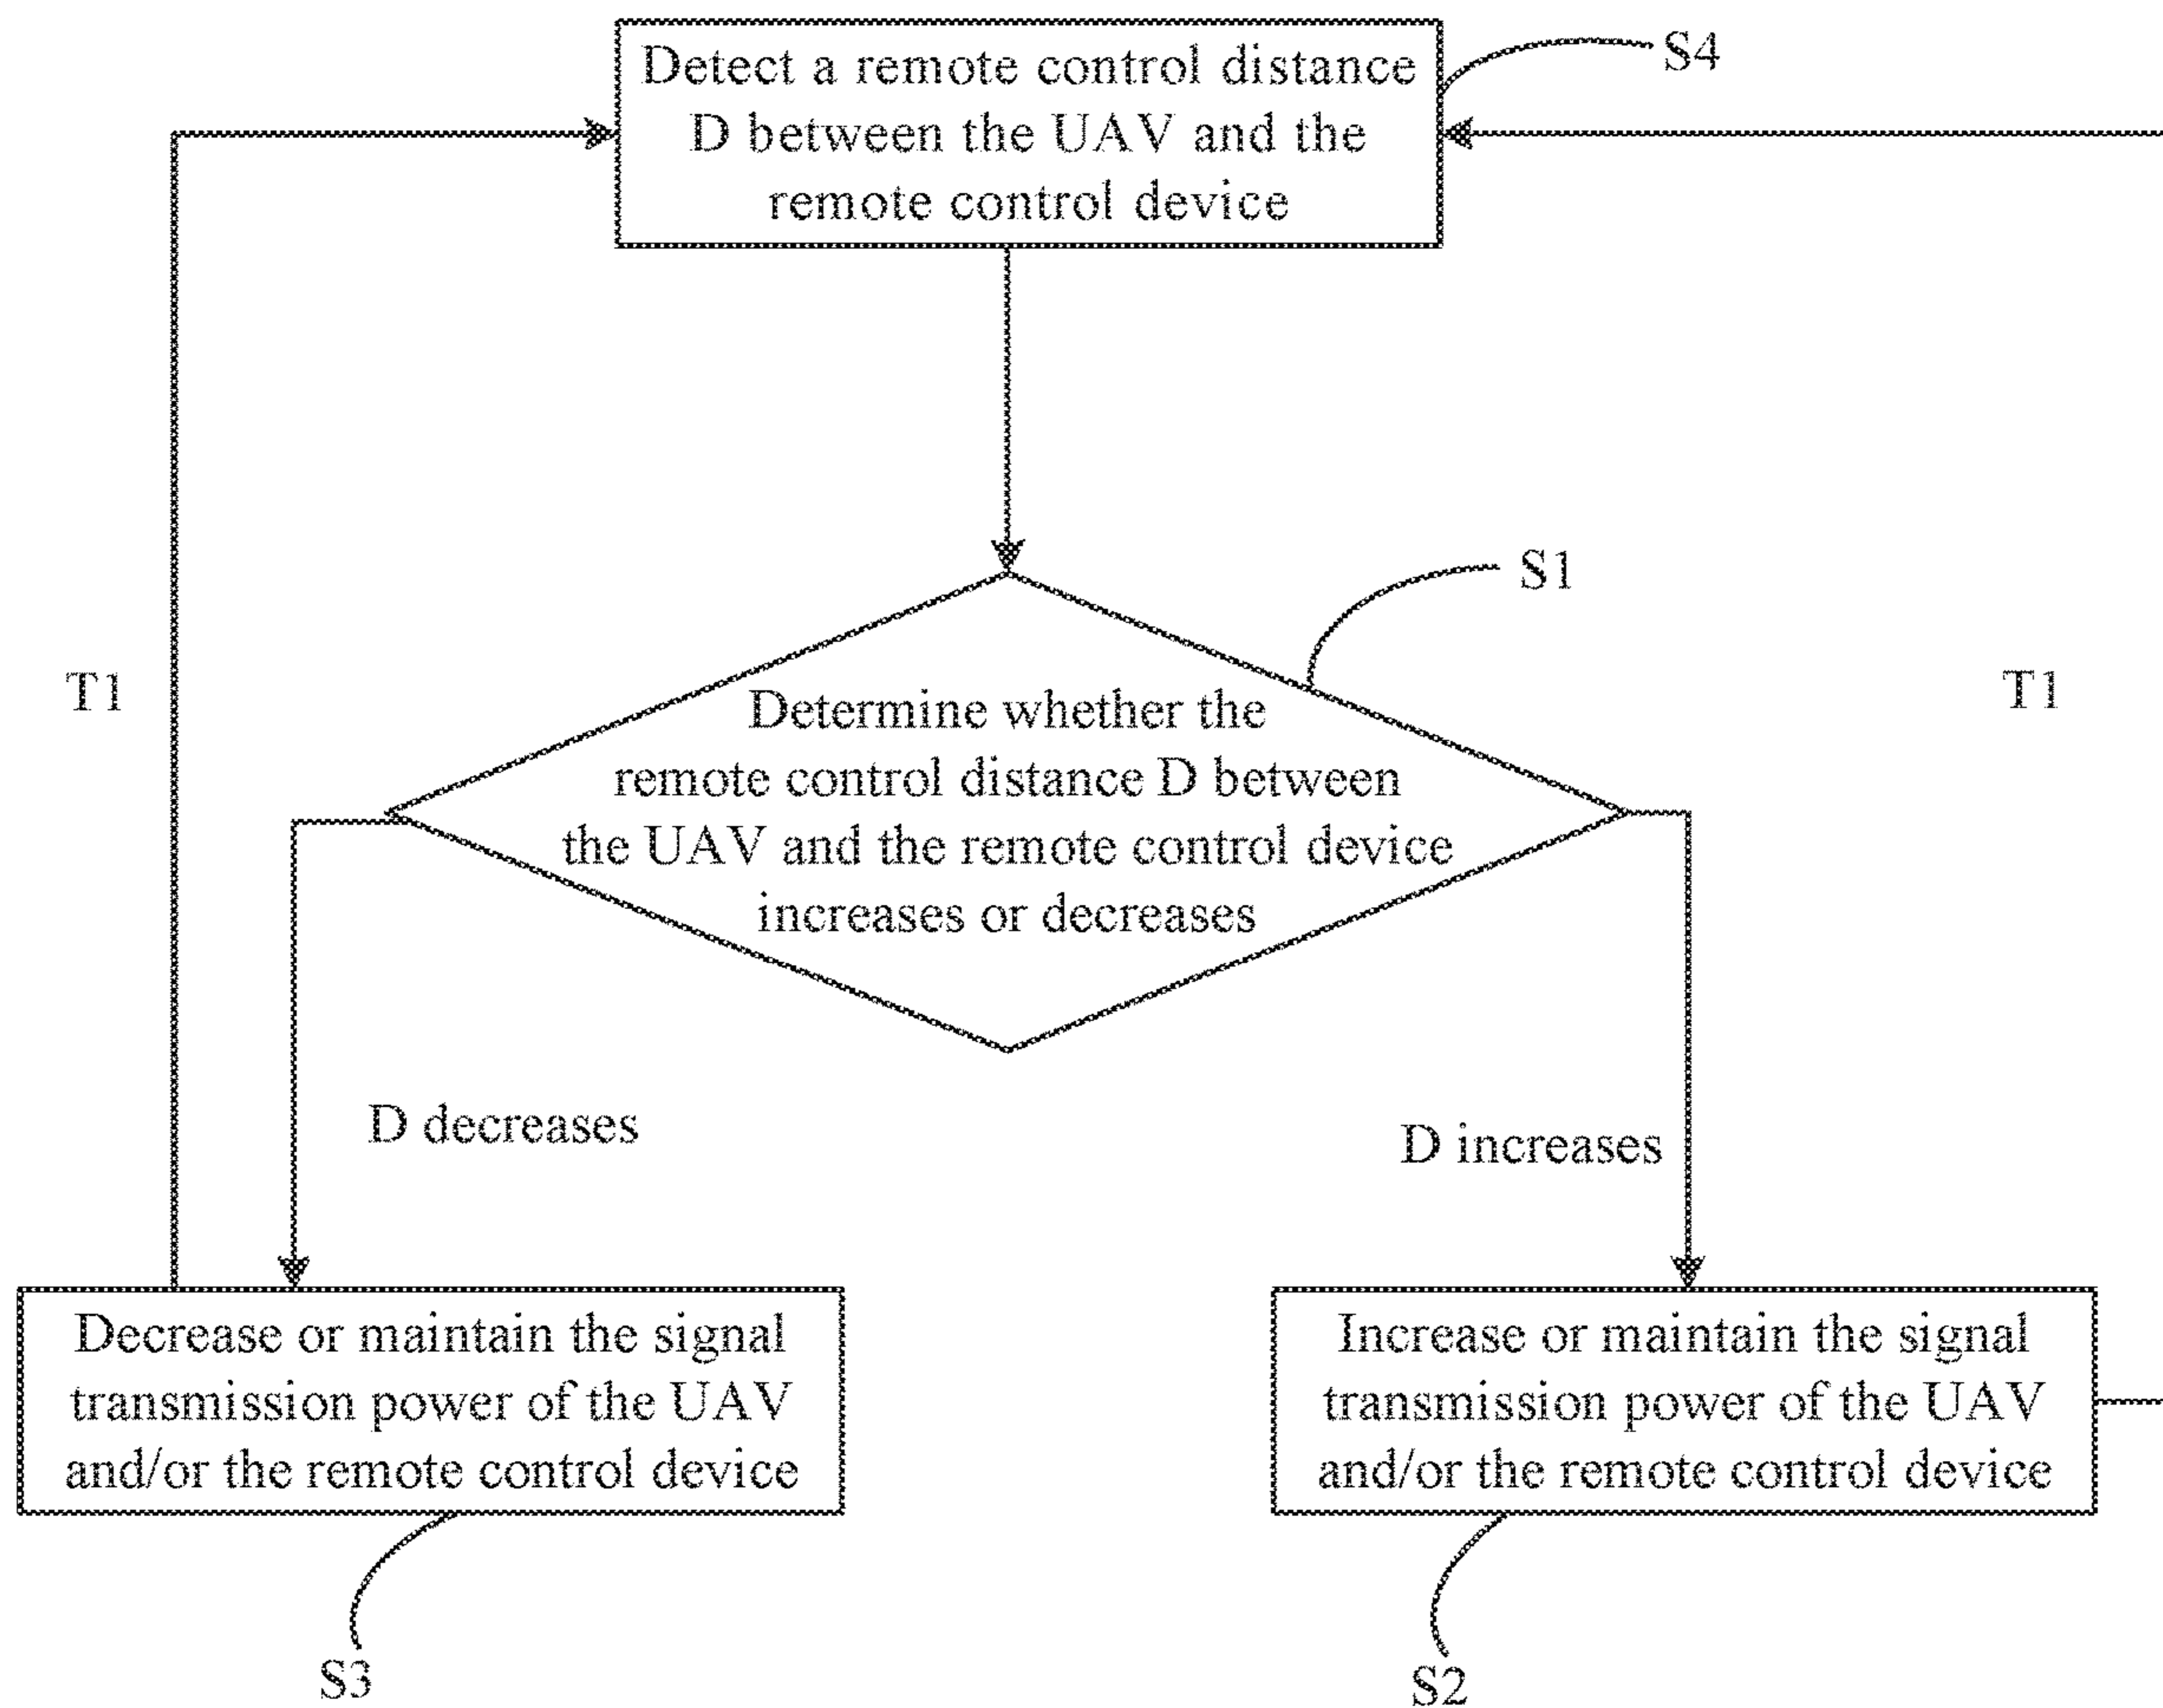 Detect a remote control distance
D between the UAV and the
remote control device
S4
S1
T1
T1
Determine whether the
remote control distance D between
the UAV and the remote control device
increases or decreases
D decreases
D increases
Decrease or maintain the signal
transmission power of the UAV
and/or the remote control device
Increase or maintain the signal
transmission power of the UAV
and/or the remote control device
S3
S2